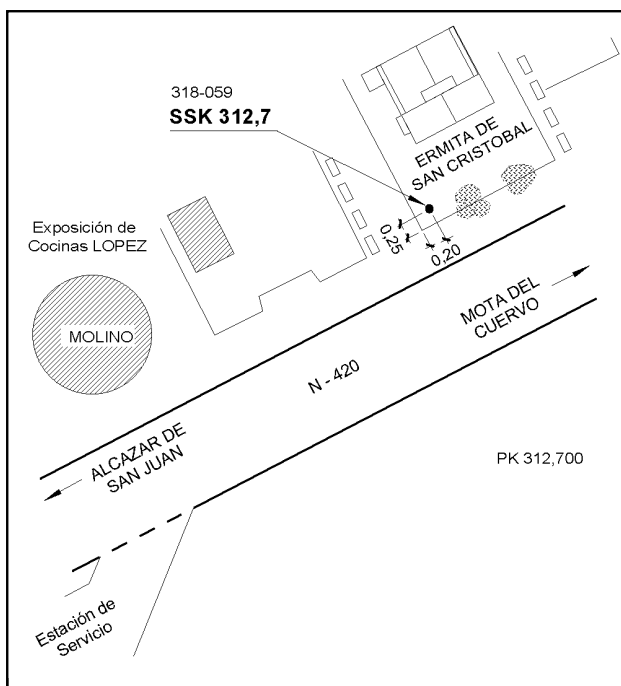 318-059
SSK 312,7
ERMITA DE
SAN CRISTOBAL
Exposición de
Cocinas LOPEZ
0,25
0,20
MOLINO
MOTA DEL
CUERVO
N - 420
ALCAZAR DE
SAN JUAN
PK 312,700
Estación de
Servicio